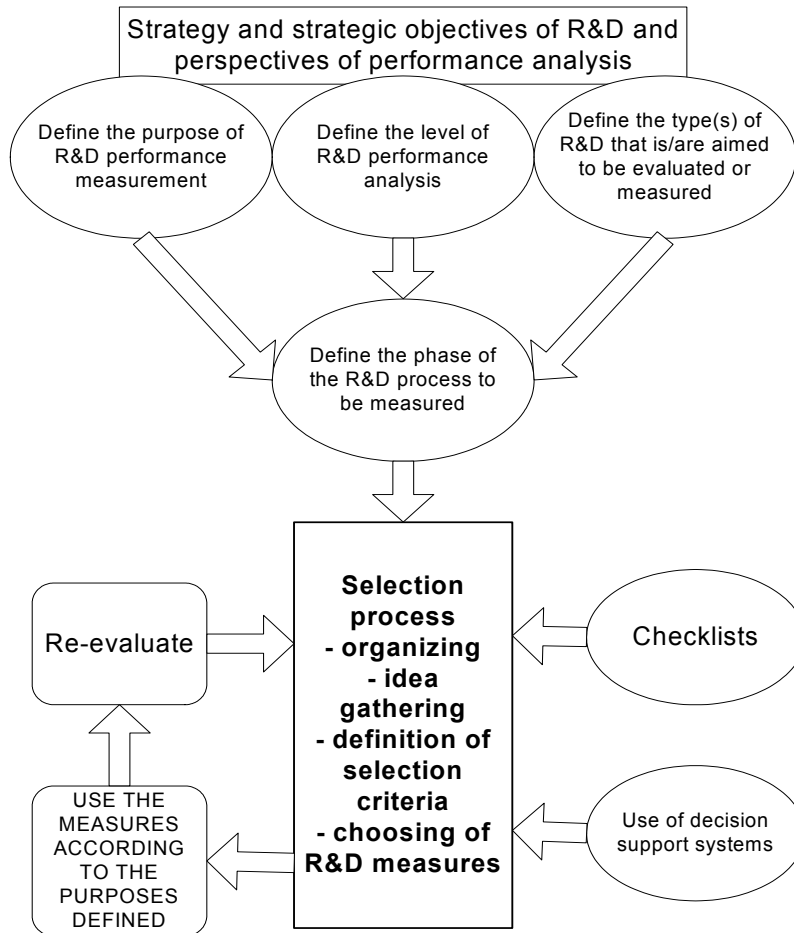 Strategy and strategic objectives of R&D and
perspectives of performance analysis
Define the purpose of
R&D performance
measurement
Define the level of
R&D performance
analysis
Define the type(s) of
R&D that is/are aimed
to be evaluated or
measured
Define the phase of
the R&D process to
be measured
Selection
process
- organizing
- idea
gathering
- definition of
selection
criteria
- choosing of
R&D measures
Re-evaluate
Checklists
USE THE
MEASURES
ACCORDING
TO THE
PURPOSES
DEFINED
Use of decision
support systems